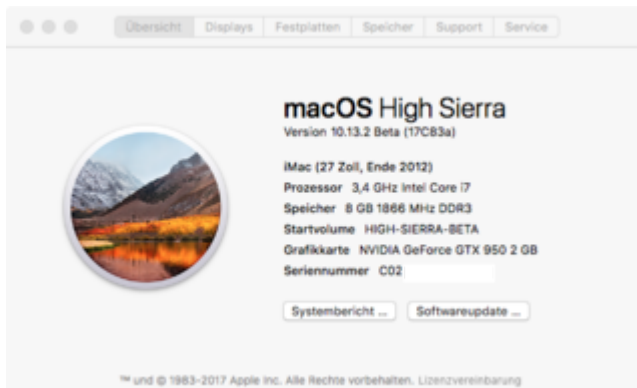 Übersicht Displays Festplatten Speicher Support Service
macOS High Sierra
Version 10.13.2 Beta (17C83a)
iMac (27 Zoll, Ende 2012)
Prozessor 3,4 GHz Intel Core i7
Speicher 8 GB 1866 MHz DDR3
Startvolume HIGH-SIERRA-BETA
Grafikkarte NVIDIA GeForce GTX 950 2 GB
Seriennummer C02
Systembericht ... Softwareupdate ...
™ und © 1983-2017 Apple Inc. Alle Rechte vorbehalten. Lizenzvereinbarung